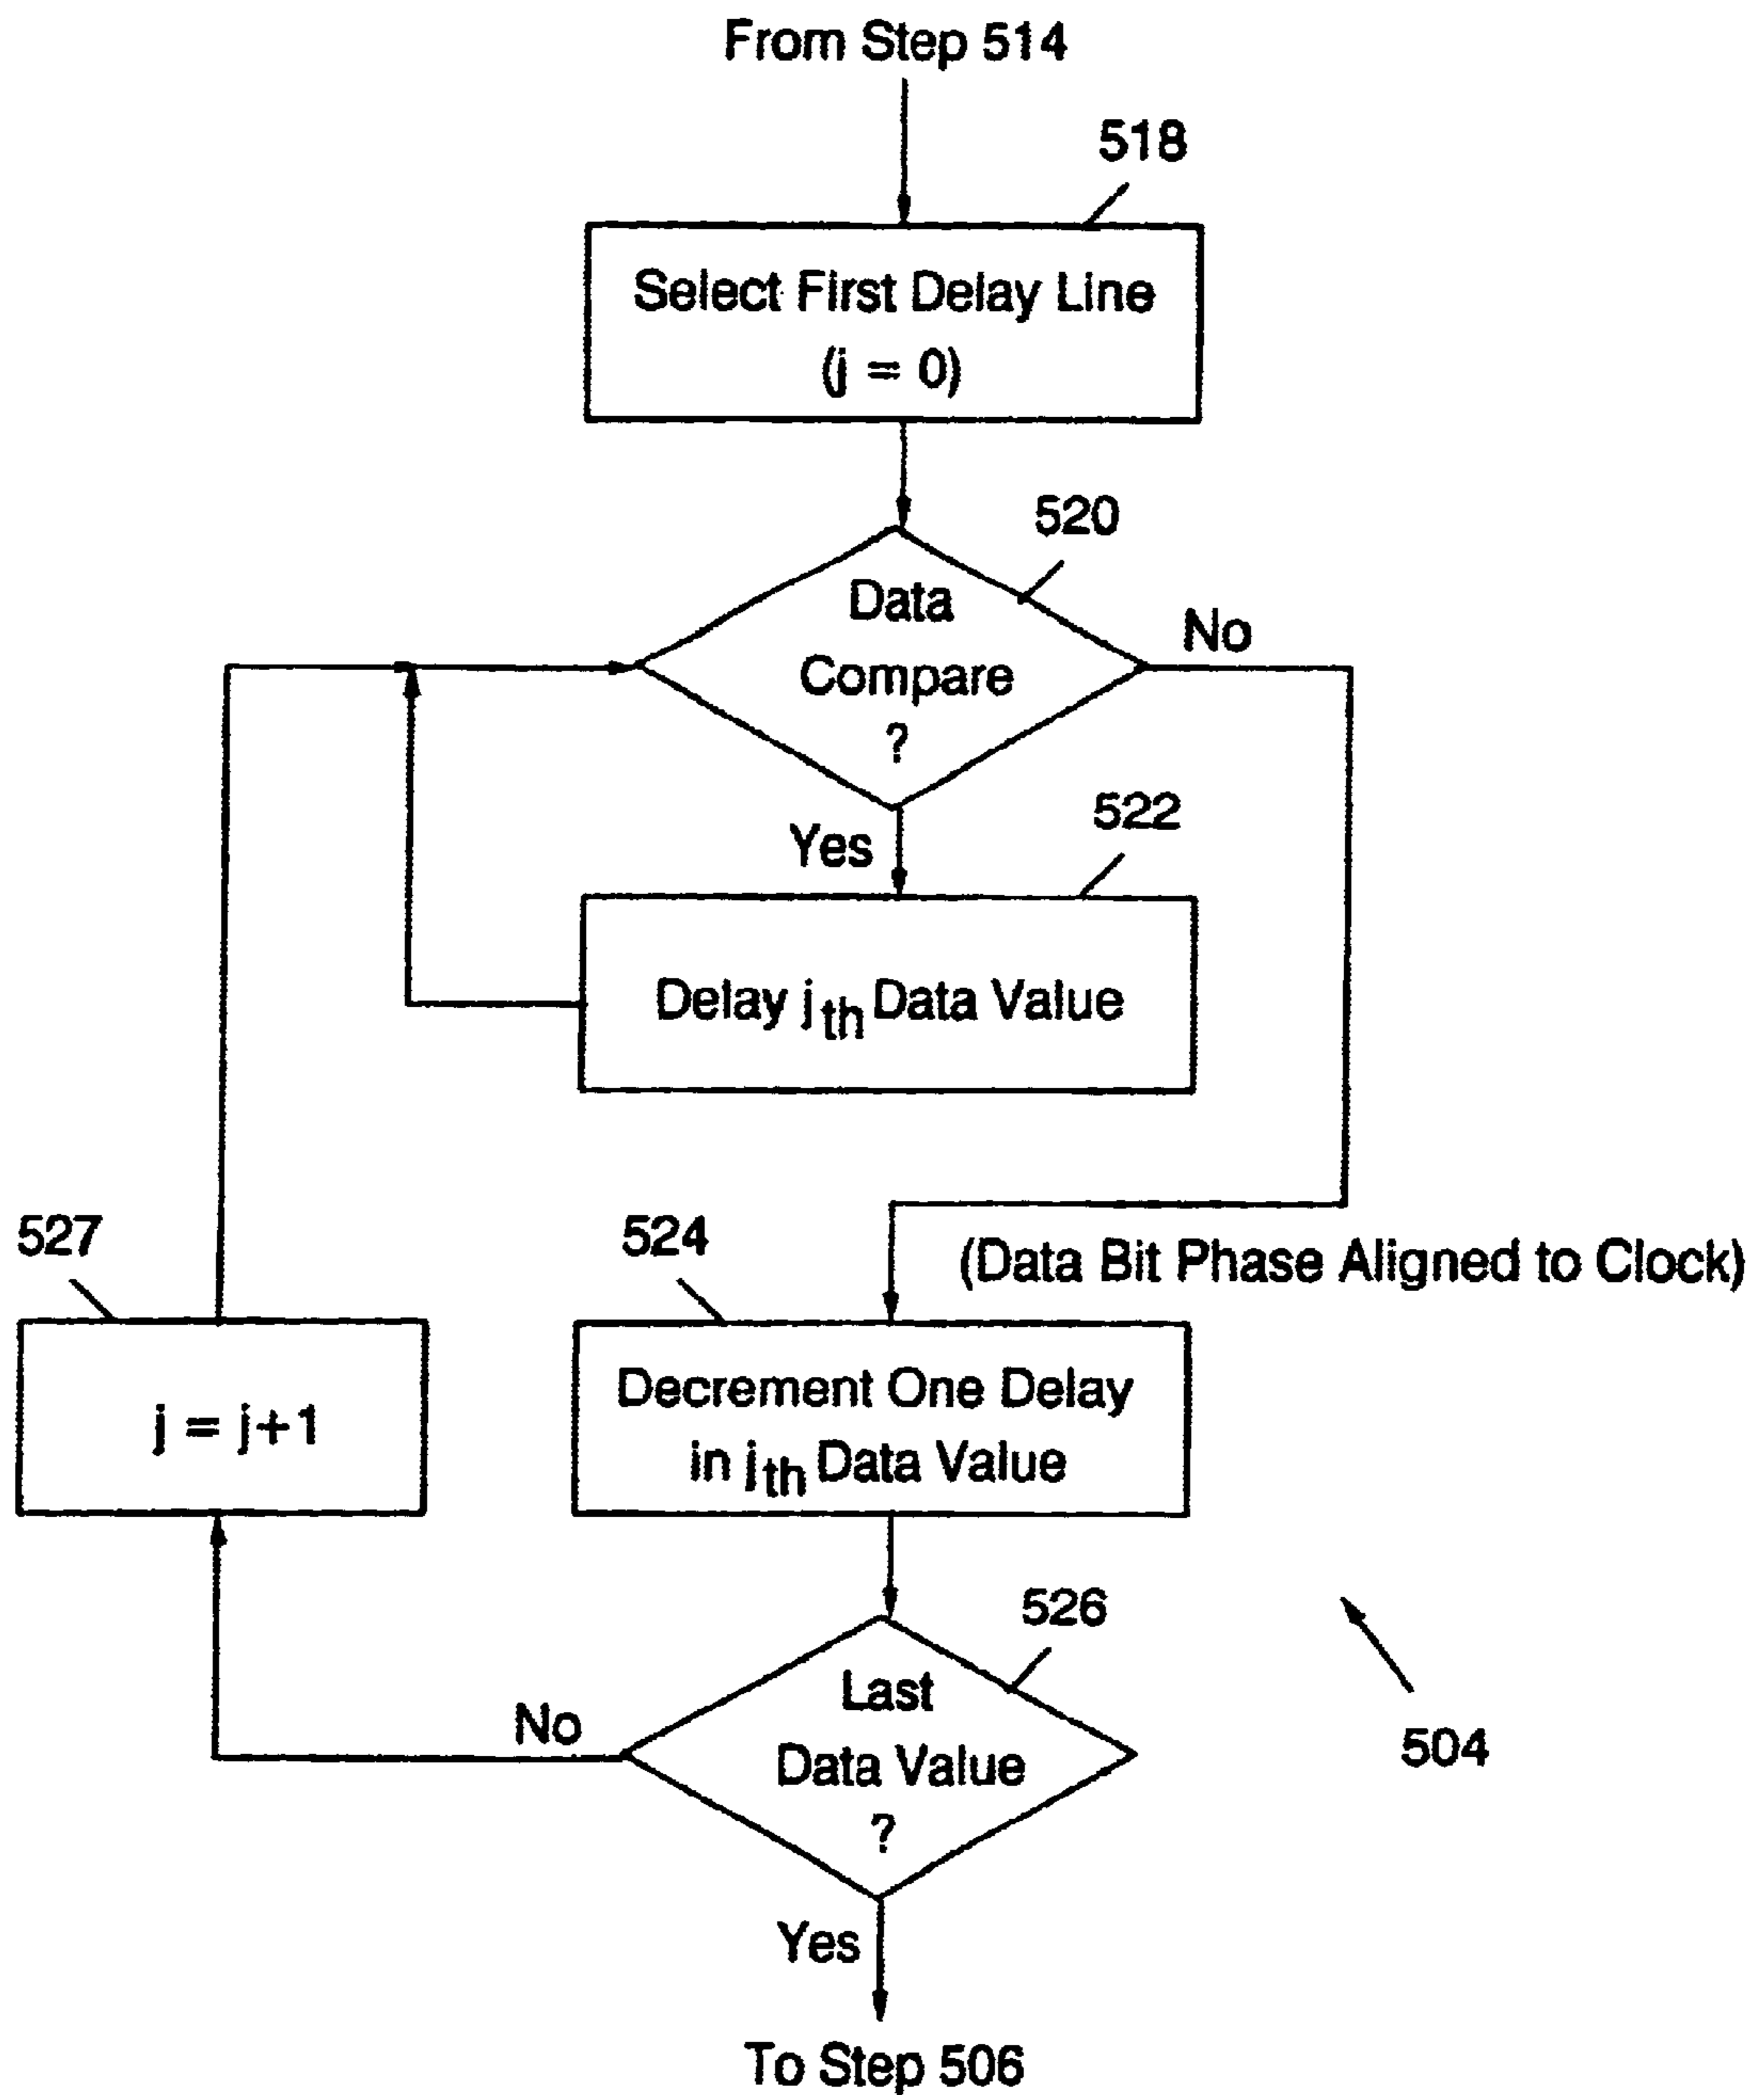 From Step 514
518
Select First Delay Line
(j = 0)
520
Data
Compare
?
No
Yes
522
Delay jth Data Value
527
524
(Data Bit Phase Aligned to Clock)
j = j+1
Decrement One Delay
in jth Data Value
526
Last
Data Value
?
No
504
Yes
To Step 506